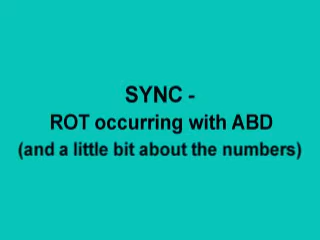 SYNC -
ROT occurring with ABD
(and a little bit about the numbers)